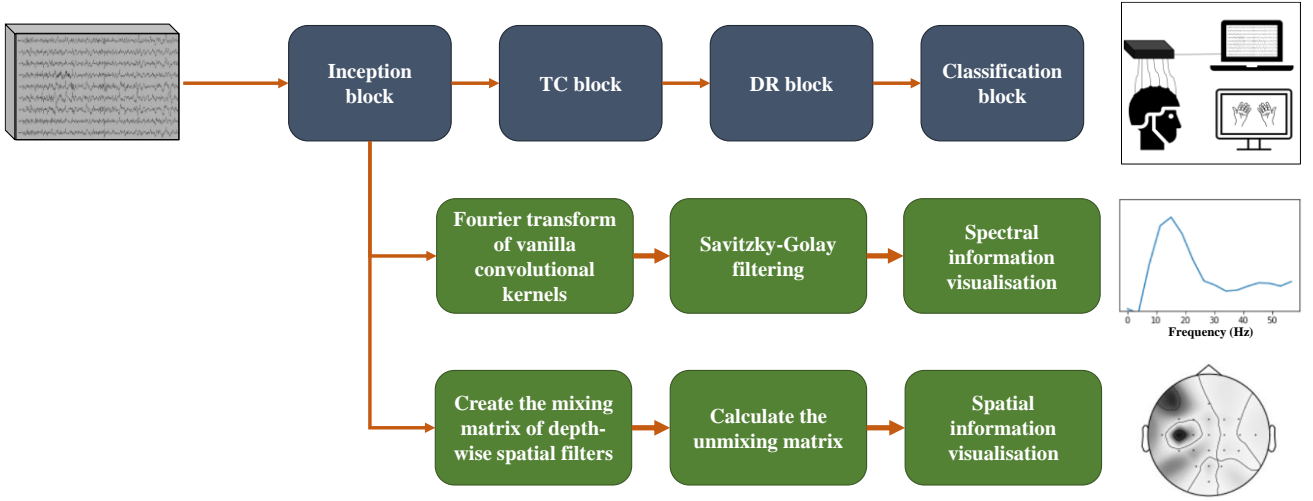 Inception
block
TC block
DR block
Classification
block
Fourier transform
of vanilla
convolutional
kernels
Savitzky-Golay
filtering
Spectral
information
visualisation
0 10 20 30 40 50
Frequency (Hz)
Create the mixing
matrix of depth-
wise spatial filters
Calculate the
unmixing matrix
Spatial
information
visualisation